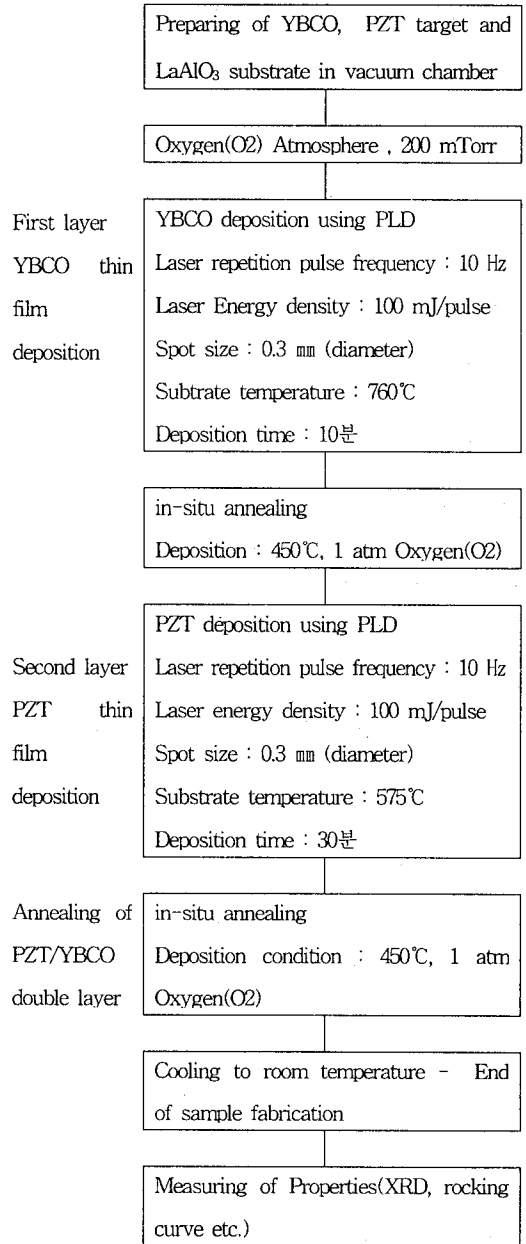 Preparing of YBCO, PZT target and
LaAlO₃ substrate in vacuum chamber
Oxygen(O2) Atmosphere , 200 mTorr
First layer
YBCO thin
film
deposition
YBCO deposition using PLD
Laser repetition pulse frequency : 10 Hz
Laser Energy density : 100 mJ/pulse
Spot size : 0.3 ㎜ (diameter)
Subtrate temperature : 760℃
Deposition time : 10분
in-situ annealing
Deposition : 450℃, 1 atm Oxygen(O2)
Second layer
PZT thin
film
deposition
PZT deposition using PLD
Laser repetition pulse frequency : 10 Hz
Laser energy density : 100 mJ/pulse
Spot size : 0.3 ㎜ (diameter)
Substrate temperature : 575℃
Deposition time : 30분
Annealing of
PZT/YBCO
double layer
in-situ annealing
Deposition condition : 450℃, 1 atm
Oxygen(O2)
Cooling to room temperature - End
of sample fabrication
Measuring of Properties(XRD, rocking
curve etc.)